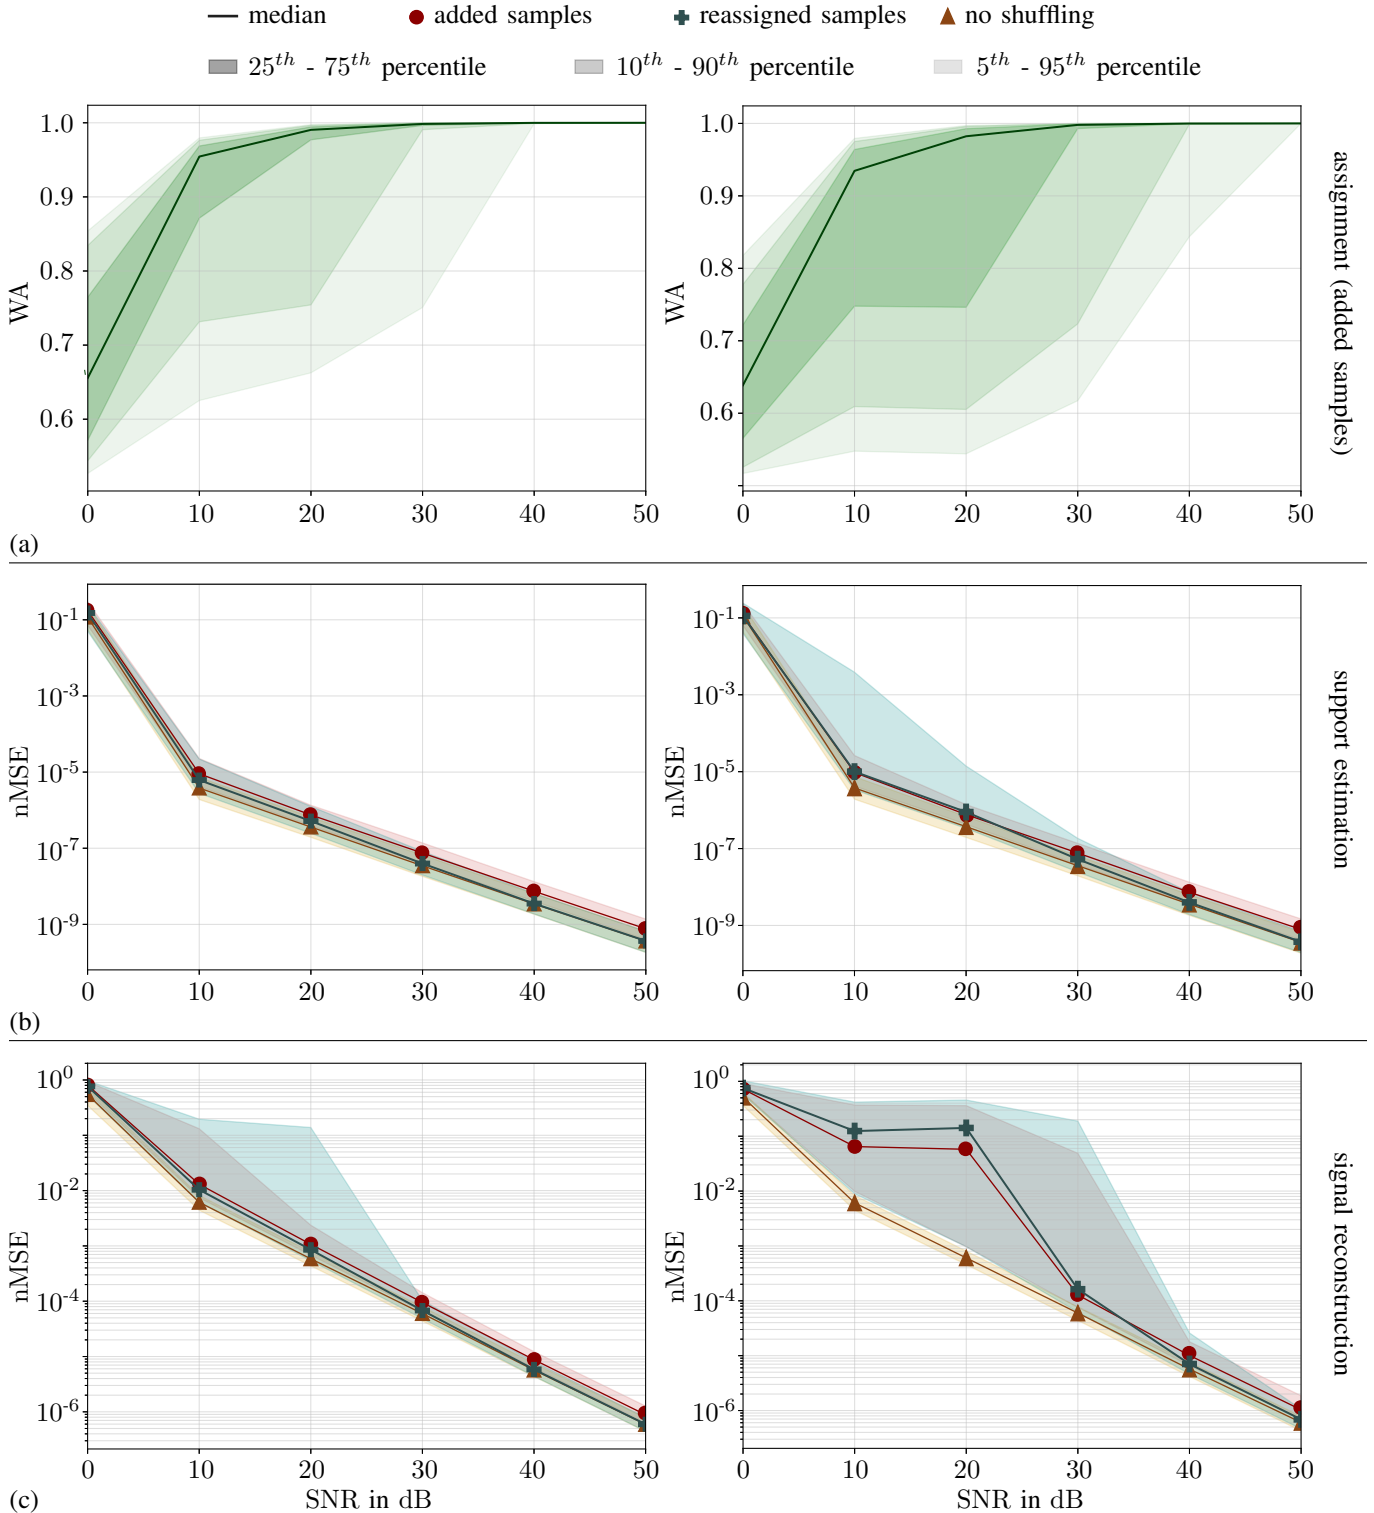 median added samples reassigned samples no shuffling
25th - 75th percentile 10th - 90th percentile 5th - 95th percentile
1.0
0.9
0.8
0.7
0.6
WA
0 10 20 30 40 50
1.0
0.9
0.8
0.7
0.6
WA
0 10 20 30 40 50
assignment (added samples)
(a)
10-1
10-3
10-5
10-7
10-9
nMSE
0 10 20 30 40 50
10-1
10-3
10-5
10-7
10-9
nMSE
0 10 20 30 40 50
support estimation
(b)
100
10-2
10-4
10-6
nMSE
0 10 20 30 40 50
SNR in dB
100
10-2
10-4
10-6
nMSE
0 10 20 30 40 50
SNR in dB
signal reconstruction
(c)